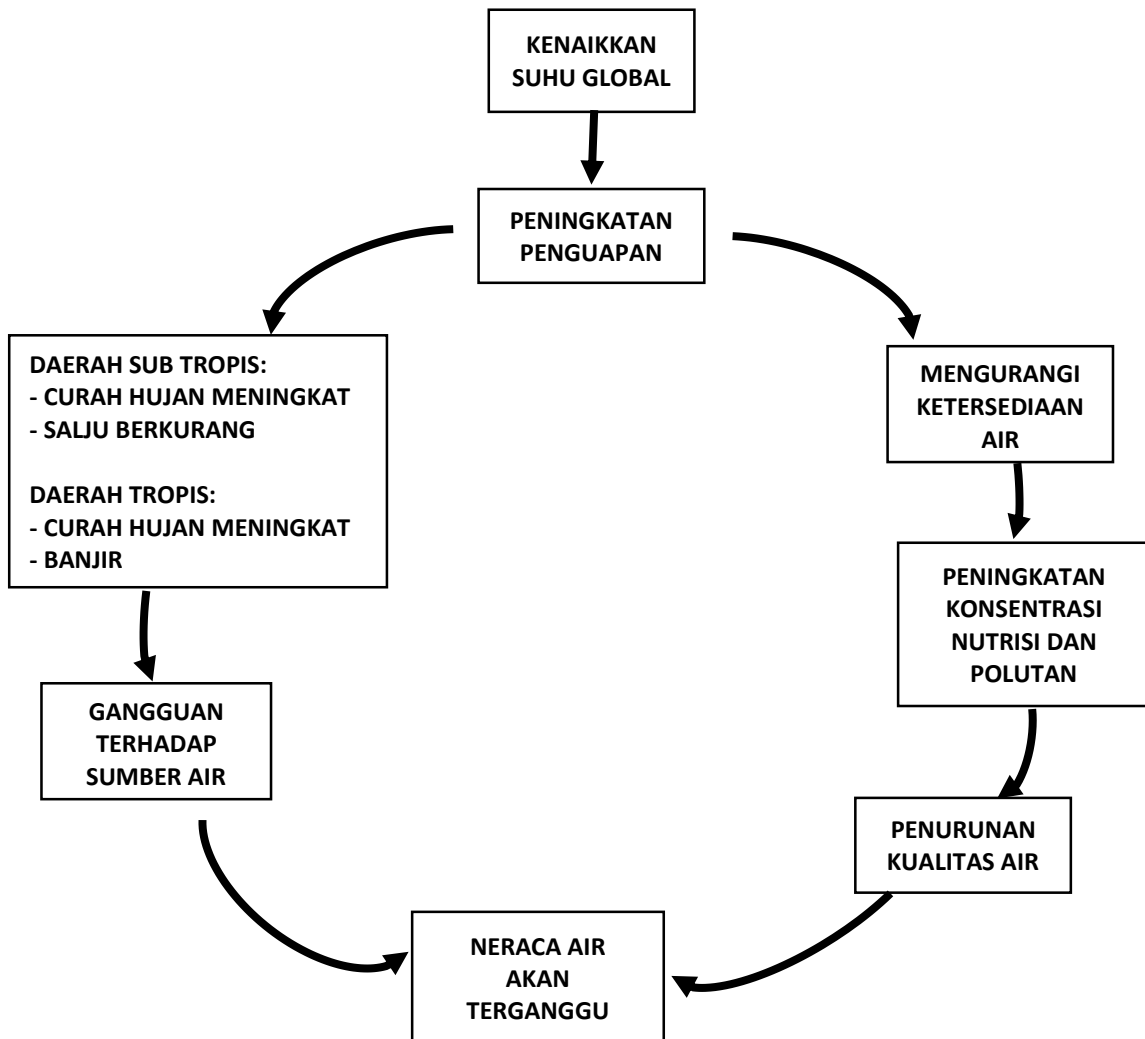 KENAIKKAN
SUHU GLOBAL
PENINGKATAN
PENGUAPAN
DAERAH SUB TROPIS:
- CURAH HUJAN MENINGKAT
- SALJU BERKURANG
DAERAH TROPIS:
- CURAH HUJAN MENINGKAT
- BANJIR
MENGURANGI
KETERSEDIAAN
AIR
PENINGKATAN
KONSENTRASI
NUTRISI DAN
POLUTAN
GANGGUAN
TERHADAP
SUMBER AIR
PENURUNAN
KUALITAS AIR
NERACA AIR
AKAN
TERGANGGU